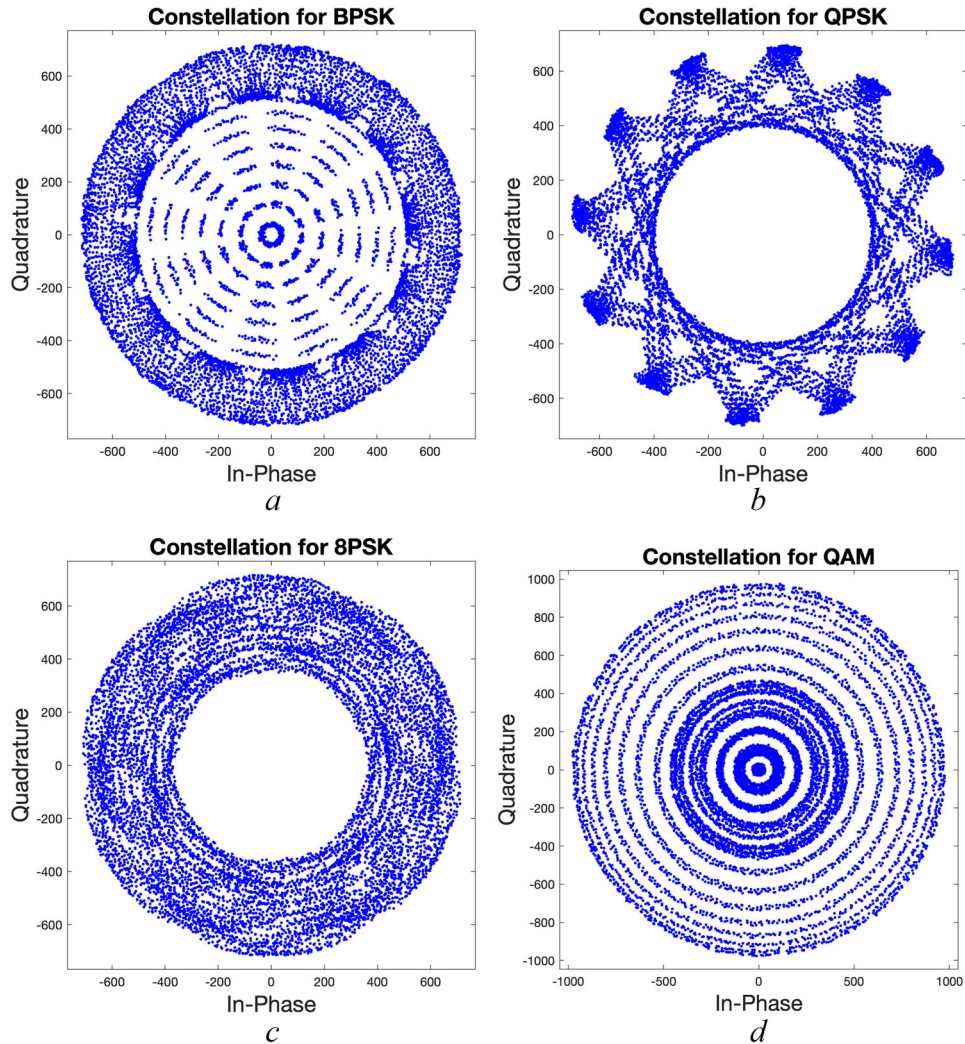 Constellation for BPSK
Quadrature
600
400
200
0
-200
-400
-600
-600 -400 -200 0 200 400 600
In-Phase
a
Constellation for QPSK
Quadrature
600
400
200
0
-200
-400
-600
-600 -400 -200 0 200 400 600
In-Phase
b
Constellation for 8PSK
Quadrature
600
400
200
0
-200
-400
-600
-600 -400 -200 0 200 400 600
In-Phase
c
Constellation for QAM
Quadrature
1000
800
600
400
200
0
-200
-400
-600
-800
-1000
-1000 -500 0 500 1000
In-Phase
d